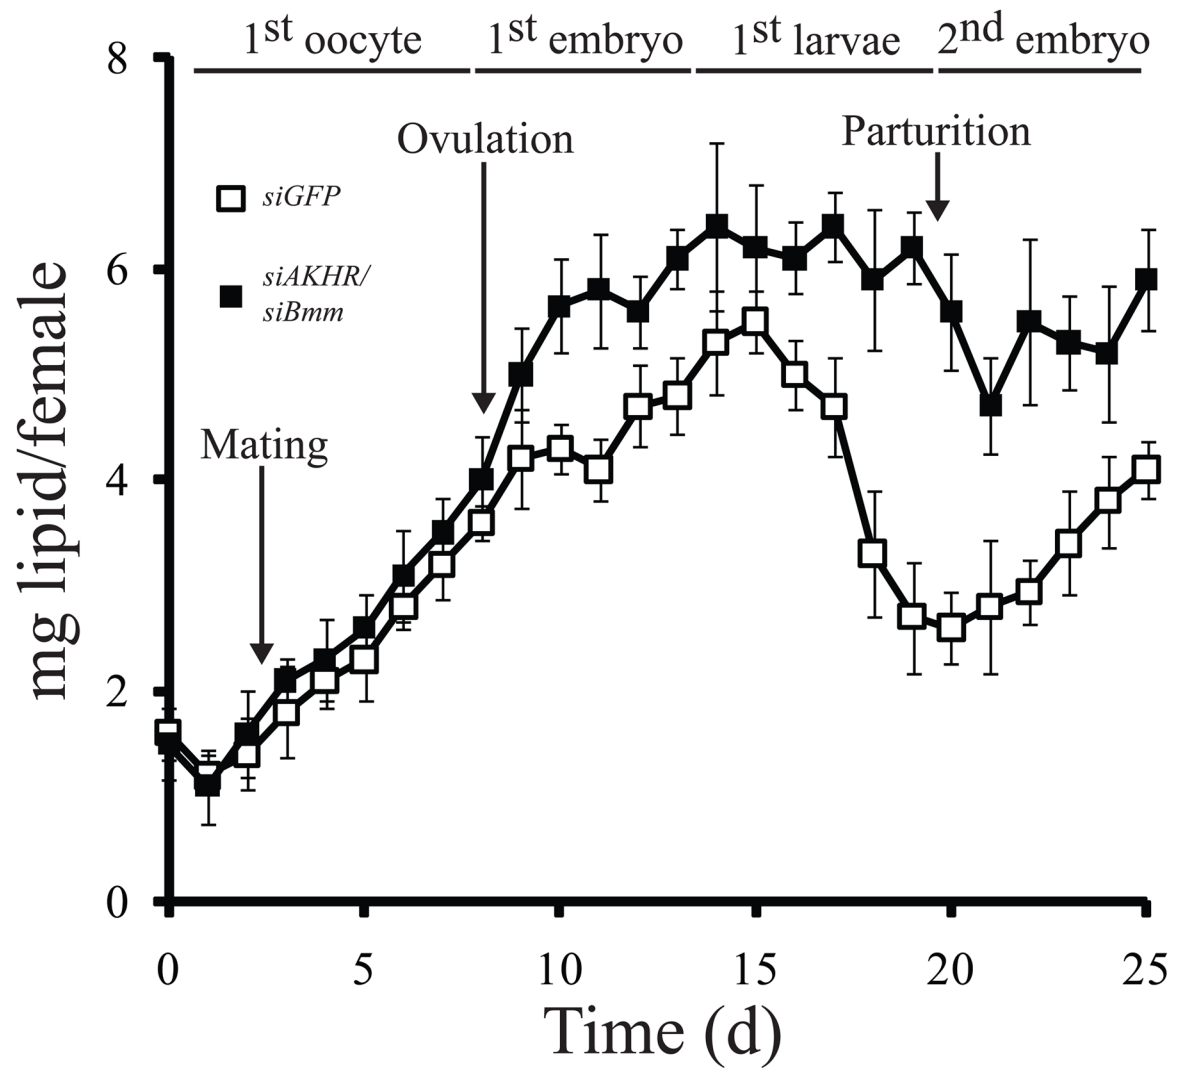 1st oocyte 1st embryo 1st larvae 2nd embryo
8
Ovulation
Parturition
siGFP
siAKHR/
siBmm
6
Mating
4
2
0
0 5 10 15 20 25
Time (d)
mg lipid/female